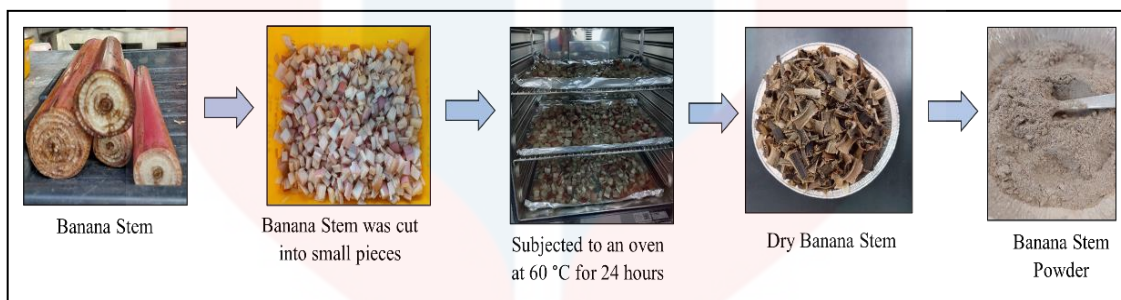 Banana Stem
Banana Stem was cut
into small pieces
Subjected to an oven
at 60 °C for 24 hours
Dry Banana Stem
Banana Stem
Powder